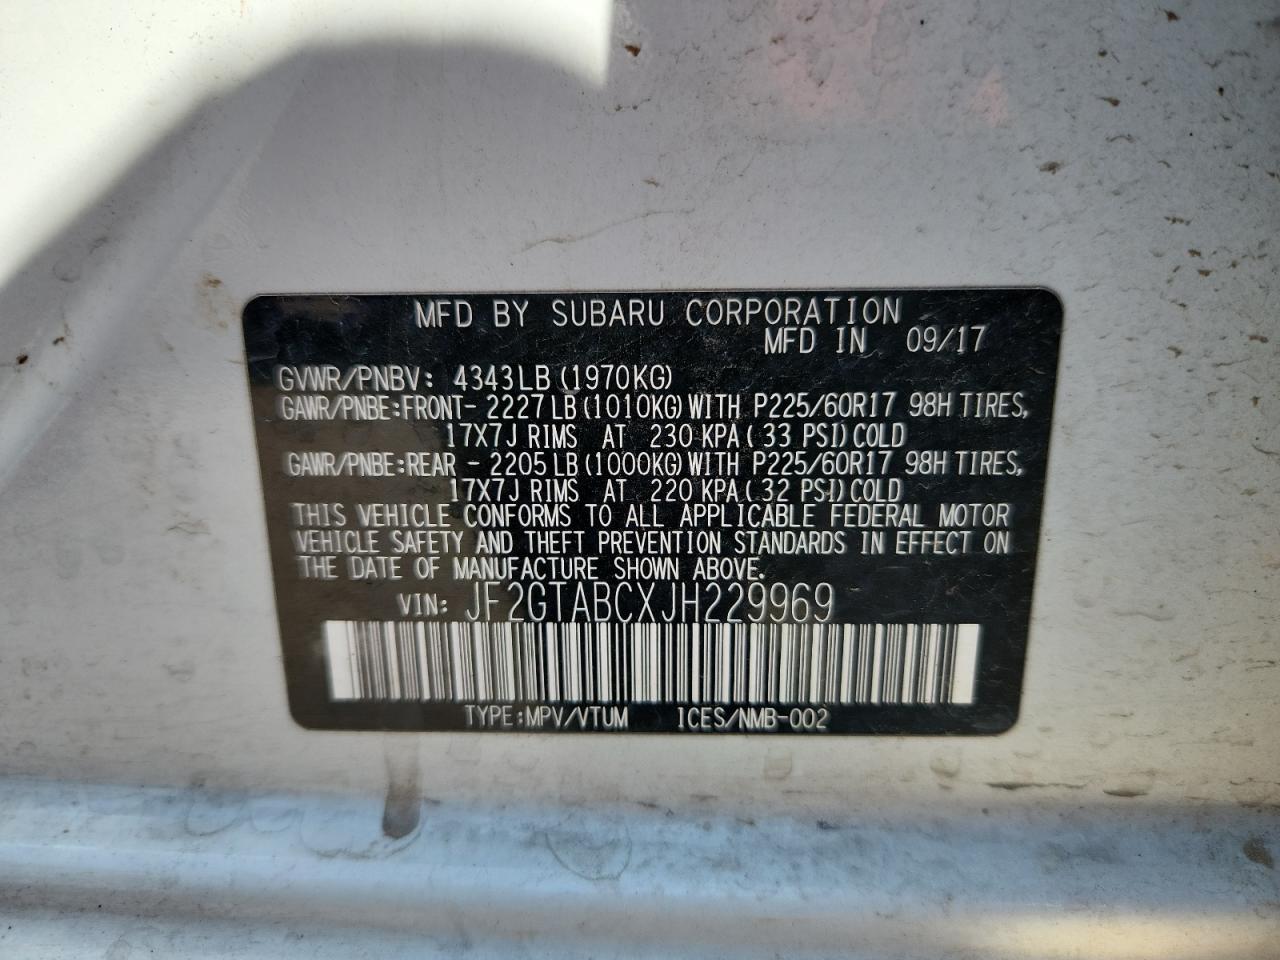 MFD BY SUBARU CORPORATION
MFD IN 09/17
GVWR/PNBV: 4343LB (1970KG)
GAWR/PNBE:FRONT- 2227LB(1010KG)WITH P225/60R17 98H TIRES,
17X7J RIMS AT 230 KPA(33 PSI)COLD
GAWR/PNBE:REAR - 2205LB(1000KG)WITH P225/60R17 98H TIRES,
17X7J RIMS AT 220 KPA(32 PSI)COLD
THIS VEHICLE CONFORMS TO ALL APPLICABLE FEDERAL MOTOR
VEHICLE SAFETY AND THEFT PREVENTION STANDARDS IN EFFECT ON
THE DATE OF MANUFACTURE SHOWN ABOVE.
VIN: JF2GTABCXJH229969
TYPE:MPV/VTUM ICES/NMB-002